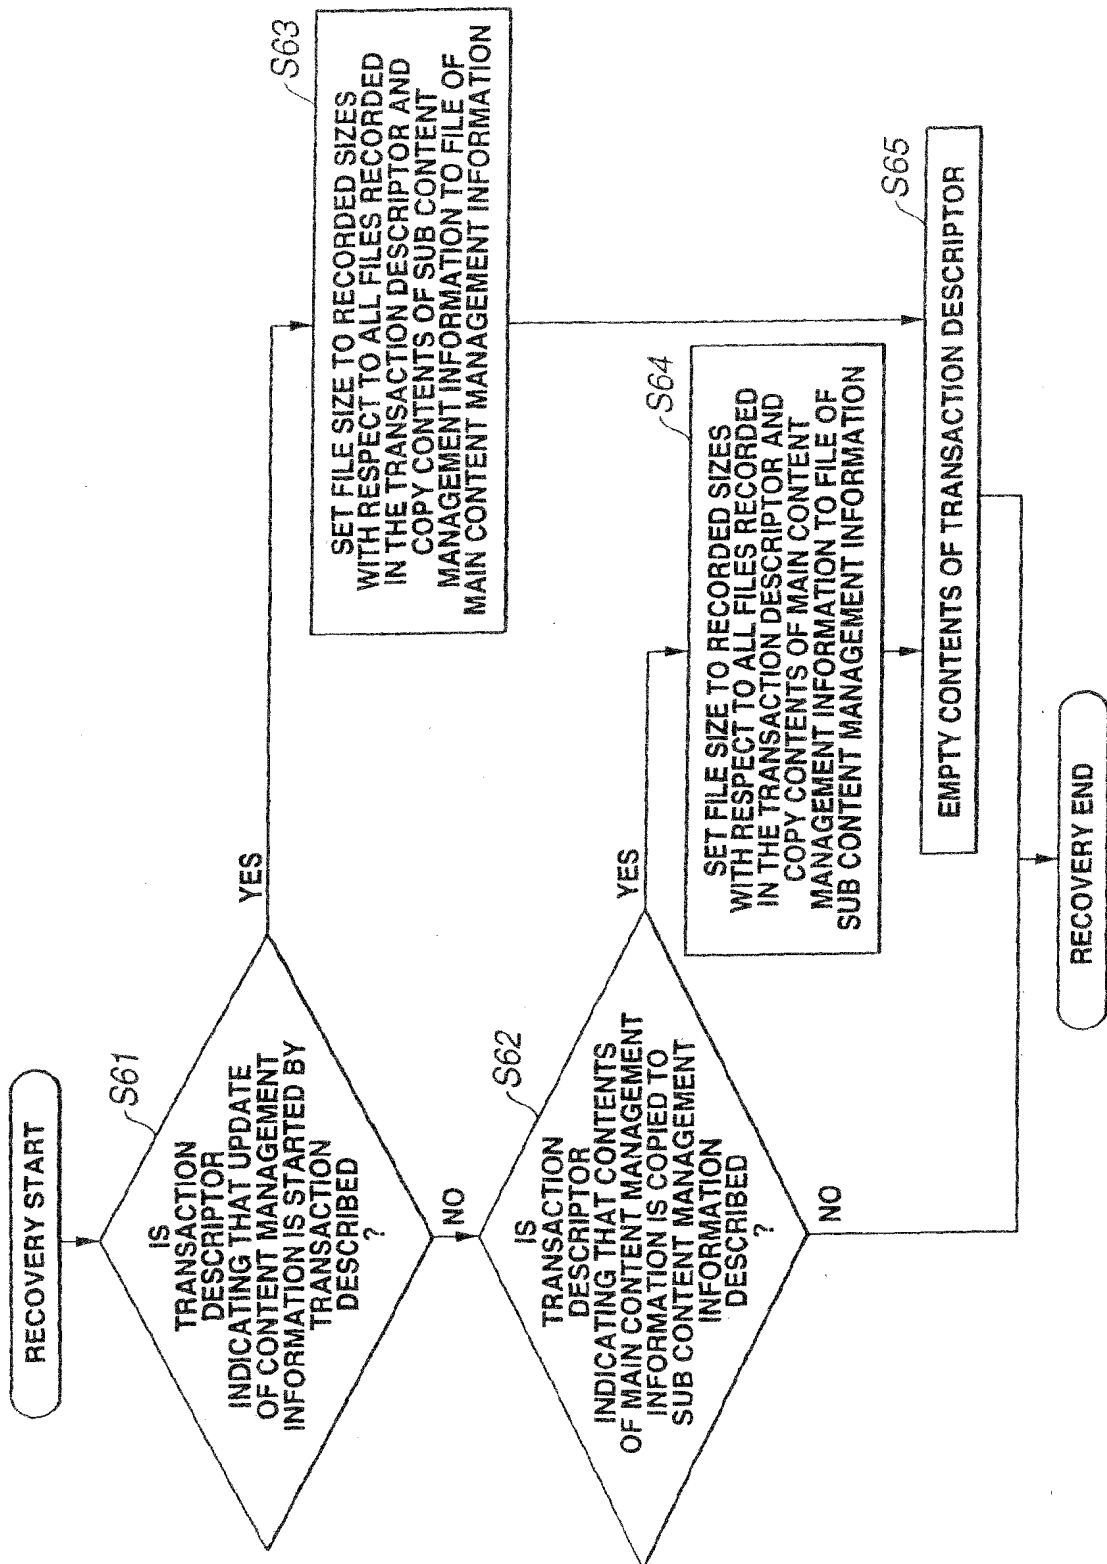 RECOVERY START
S61
IS
TRANSACTION
DESCRIPTOR
INDICATING THAT UPDATE
OF CONTENT MANAGEMENT
INFORMATION IS STARTED BY
TRANSACTION
DESCRIBED
?
YES
NO
S63
SET FILE SIZE TO RECORDED SIZES
WITH RESPECT TO ALL FILES RECORDED
IN THE TRANSACTION DESCRIPTOR AND
COPY CONTENTS OF SUB CONTENT
MANAGEMENT INFORMATION TO FILE OF
MAIN CONTENT MANAGEMENT INFORMATION
S62
IS
TRANSACTION
DESCRIPTOR
INDICATING THAT CONTENTS
OF MAIN CONTENT MANAGEMENT
INFORMATION IS COPIED TO
SUB CONTENT MANAGEMENT
INFORMATION
DESCRIBED
?
YES
NO
S64
SET FILE SIZE TO RECORDED SIZES
WITH RESPECT TO ALL FILES RECORDED
IN THE TRANSACTION DESCRIPTOR AND
COPY CONTENTS OF MAIN CONTENT
MANAGEMENT INFORMATION TO FILE OF
SUB CONTENT MANAGEMENT INFORMATION
S65
EMPTY CONTENTS OF TRANSACTION DESCRIPTOR
RECOVERY END